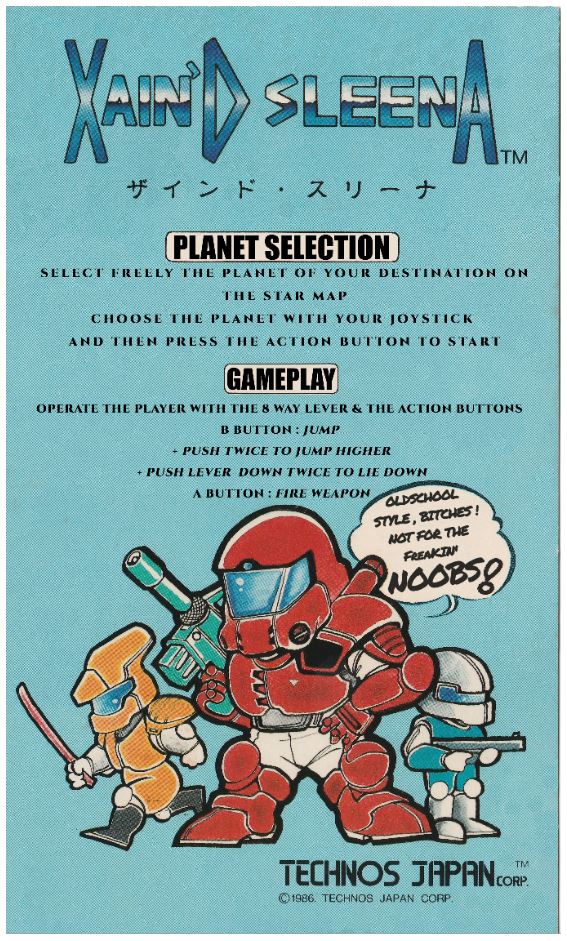 XAIN'D SLEENA TM
ザインド・スリーナ
PLANET SELECTION
SELECT FREELY THE PLANET OF YOUR DESTINATION ON
THE STAR MAP
CHOOSE THE PLANET WITH YOUR JOYSTICK
AND THEN PRESS THE ACTION BUTTON TO START
GAMEPLAY
OPERATE THE PLAYER WITH THE 8 WAY LEVER & THE ACTION BUTTONS
B BUTTON : JUMP
+ PUSH TWICE TO JUMP HIGHER
+ PUSH LEVER DOWN TWICE TO LIE DOWN
A BUTTON : FIRE WEAPON
OLDSCHOOL
STYLE, BITCHES!
NOT FOR THE
FREAKIN'
NOOBS!
TECHNOS JAPAN CORP. TM
©1986. TECHNOS JAPAN CORP.